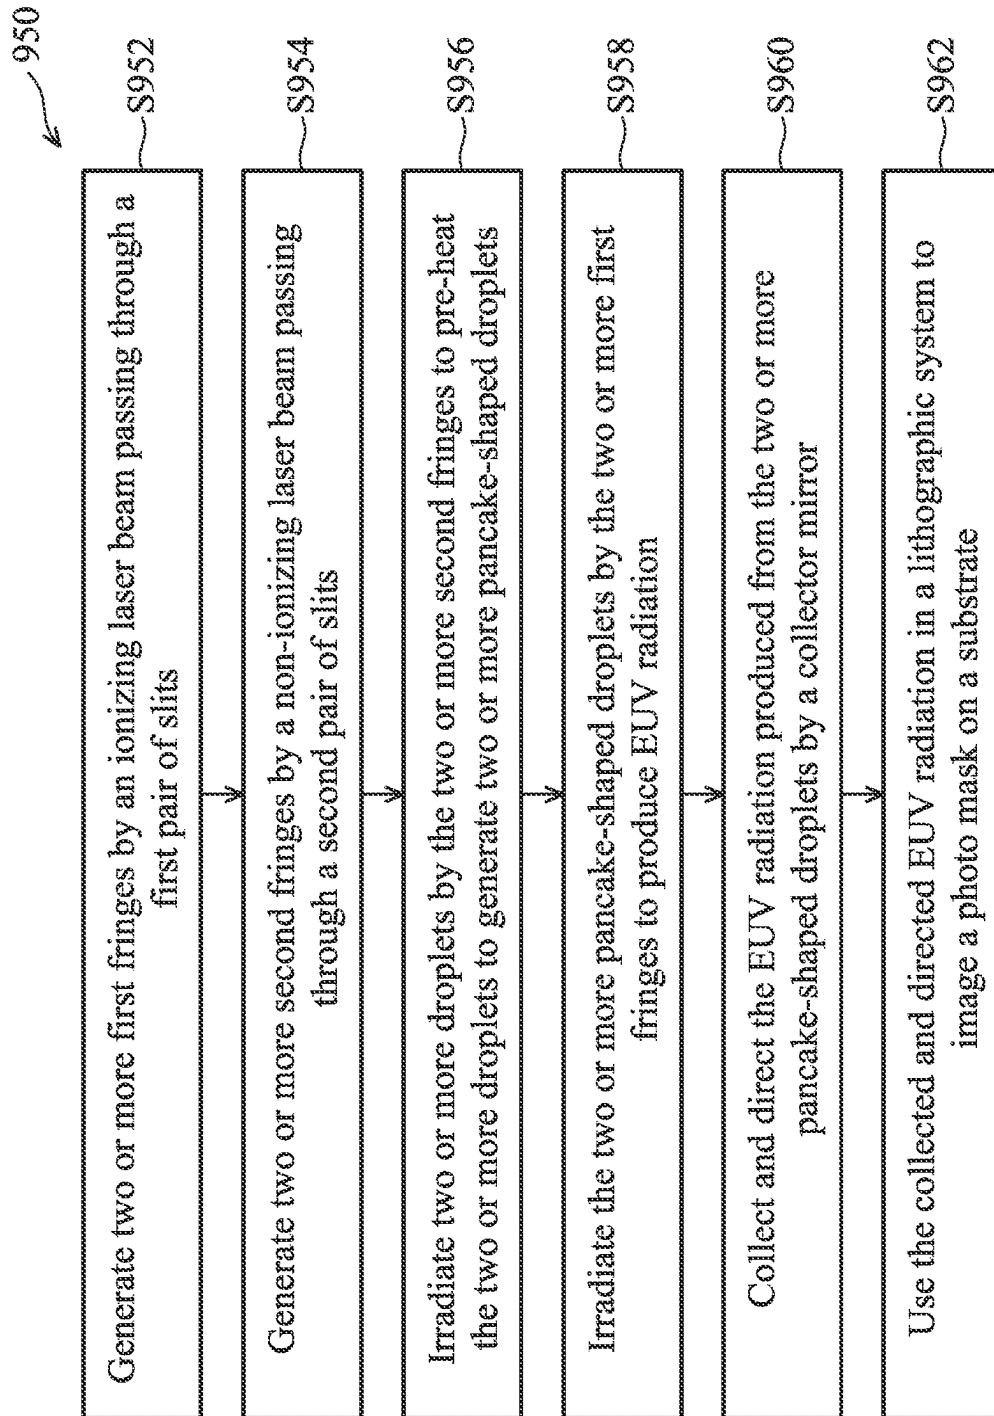 950
Generate two or more first fringes by an ionizing laser beam passing through a
first pair of slits
S952
Generate two or more second fringes by a non-ionizing laser beam passing
through a second pair of slits
S954
Irradiate two or more droplets by the two or more second fringes to pre-heat
the two or more droplets to generate two or more pancake-shaped droplets
S956
Irradiate the two or more pancake-shaped droplets by the two or more first
fringes to produce EUV radiation
S958
Collect and direct the EUV radiation produced from the two or more
pancake-shaped droplets by a collector mirror
S960
Use the collected and directed EUV radiation in a lithographic system to
image a photo mask on a substrate
S962